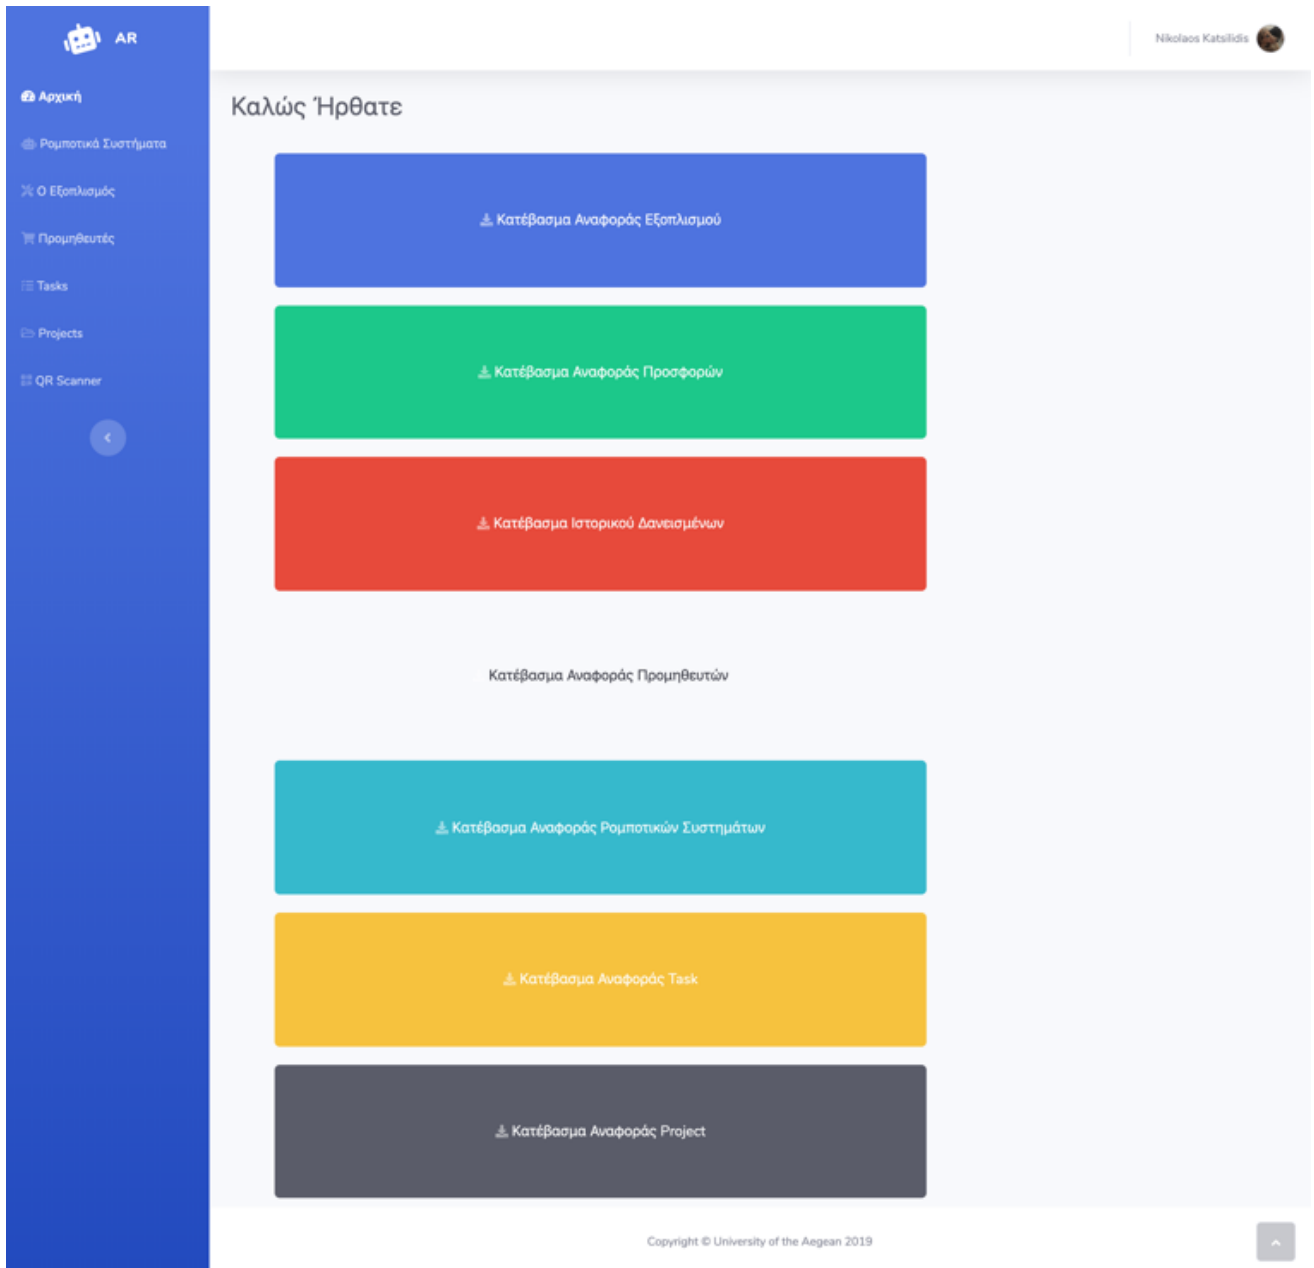 AR
Nikolaos Katsilidis
Αρχική
Ρομποτικά Συστήματα
Ο Εξοπλισμός
Προμηθευτές
Tasks
Projects
QR Scanner
Καλώς Ήρθατε
Κατέβασμα Αναφοράς Εξοπλισμού
Κατέβασμα Αναφοράς Προσφορών
Κατέβασμα Ιστορικού Δανεισμένων
Κατέβασμα Αναφοράς Προμηθευτών
Κατέβασμα Αναφοράς Ρομποτικών Συστημάτων
Κατέβασμα Αναφοράς Task
Κατέβασμα Αναφοράς Project
Copyright © University of the Aegean 2019